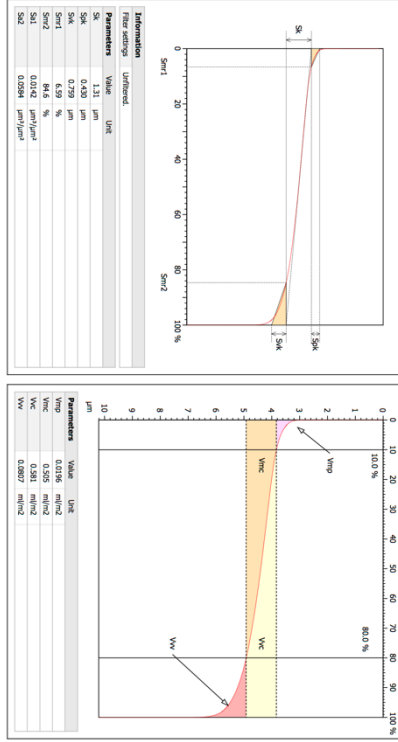 Sk
Spk
Svk
0 20 40 60 80 100 %
Smr1 Smr2
Information
Filter settings Unfiltered.
Parameters Value Unit
Sk 1.31 µm
Spk 0.430 µm
Svk 0.759 µm
Smr1 6.59 %
Smr2 84.6 %
Sa1 0.0142 µm³/µm²
Sa2 0.0584 µm³/µm²
0 10 20 30 40 50 60 70 80 90 100 %
10.0 % 80.0 %
0
1
2
3
4
5
6
7
8
9
10
µm
Vmp
Vmc
Vvc
Vvv
Parameters Value Unit
Vmp 0.0196 ml/m2
Vmc 0.505 ml/m2
Vvc 0.581 ml/m2
Vvv 0.0807 ml/m2